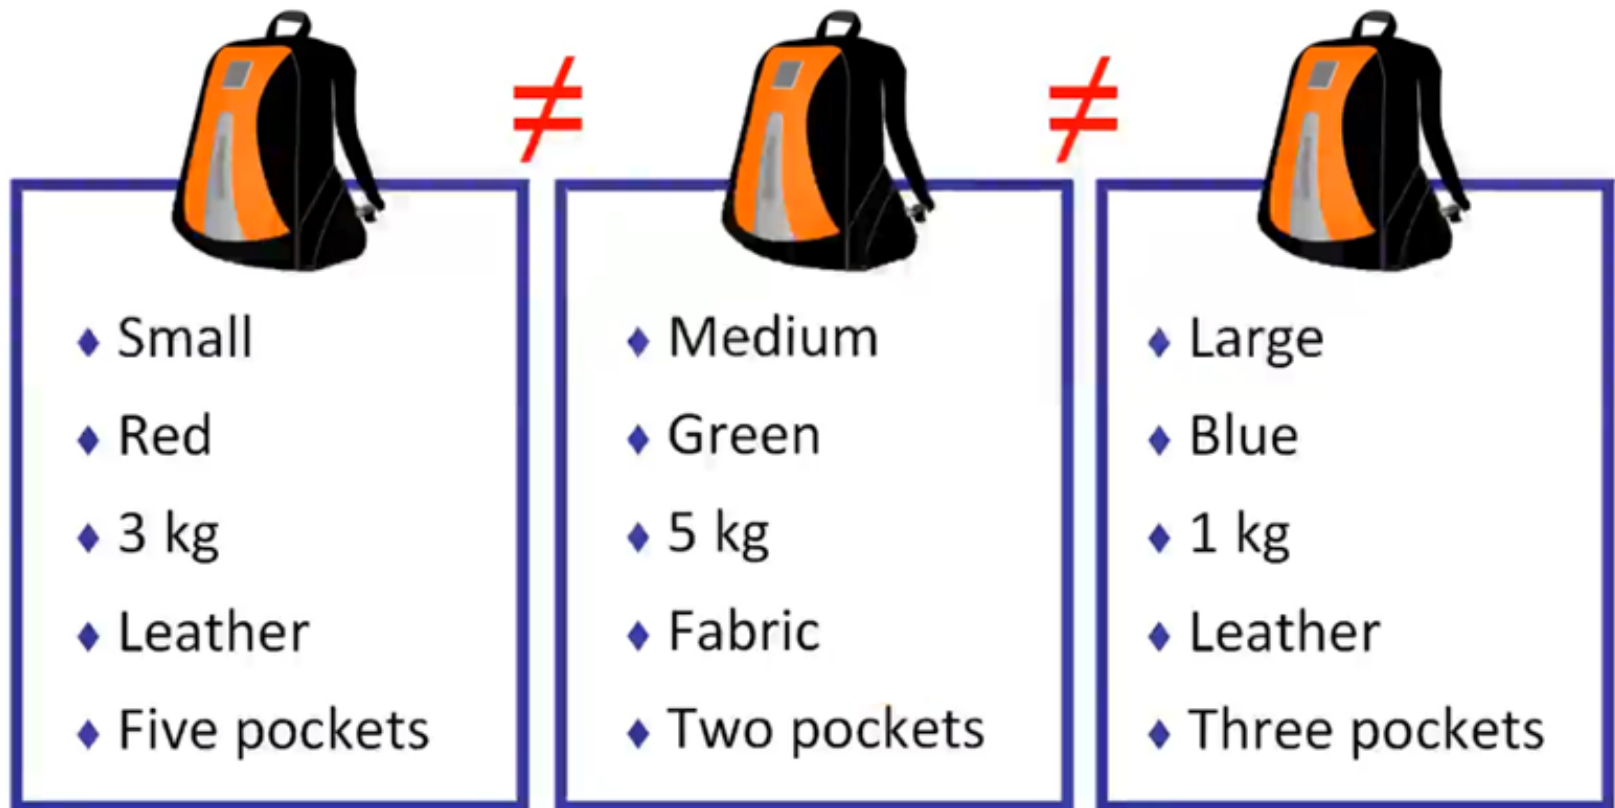 ≠ ≠
Small
Red
3 kg
Leather
Five pockets
Medium
Green
5 kg
Fabric
Two pockets
Large
Blue
1 kg
Leather
Three pockets